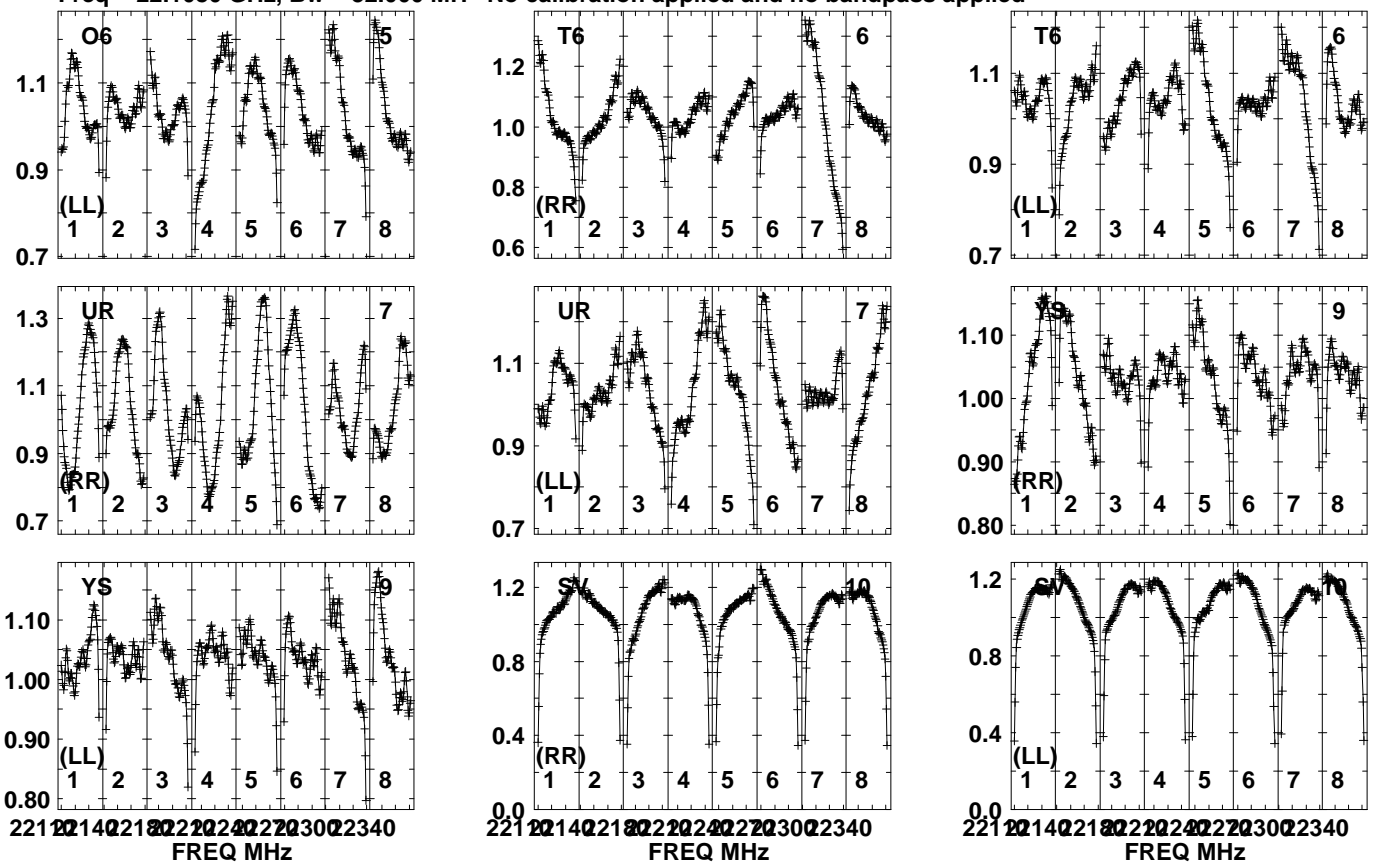 Freq = GHz, Bw = 32.000 MH No calibration applied and no bandpass applied
O6 5
1.1
0.9
0.7
(LL)
1 2 3 4 5 6 7 8
T6 6
1.2
1.0
0.8
0.6
(RR)
1 2 3 4 5 6 7 8
T6 6
1.1
0.9
0.7
(LL)
1 2 3 4 5 6 7 8
UR 7
1.3
1.1
0.9
0.7
(RR)
1 2 3 4 5 6 7 8
UR 7
1.1
0.9
0.7
(LL)
1 2 3 4 5 6 7 8
YS 9
1.10
1.00
0.90
0.80
(RR)
1 2 3 4 5 6 7 8
YS 9
1.10
1.00
0.90
0.80
(LL)
1 2 3 4 5 6 7 8
FREQ MHz
SV 10
1.2
0.8
0.4
0.0
(RR)
1 2 3 4 5 6 7 8
FREQ MHz
SV 10
1.2
0.8
0.4
0.0
(LL)
1 2 3 4 5 6 7 8
FREQ MHz